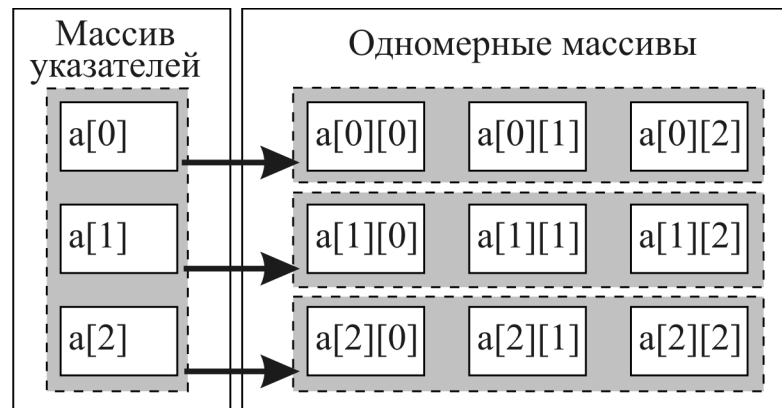 Массив
указателей
Одномерные массивы
a[0]
a[0][0]
a[0][1]
a[0][2]
a[1]
a[1][0]
a[1][1]
a[1][2]
a[2]
a[2][0]
a[2][1]
a[2][2]